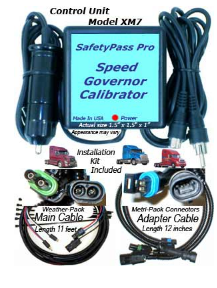 Control Unit
Model XM7
SafetyPass Pro
Speed
Governor
Calibrator
Made In USA
Power
Actual size 1.5" x 1.5" x 1"
Appearance may vary
Installation
Kit
Included
Weather-Pack
Main Cable
Length 11 feet
Metri-Pack Connectors
Adapter Cable
Length 12 inches